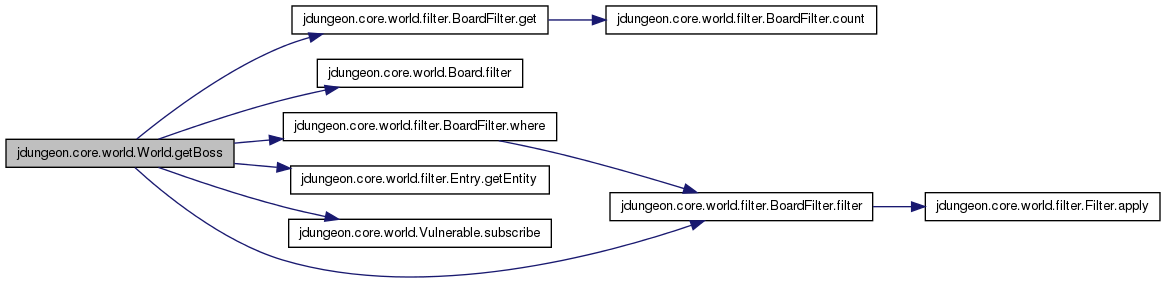 jdungeon.core.world.filter.BoardFilter.get
jdungeon.core.world.filter.BoardFilter.count
jdungeon.core.world.Board.filter
jdungeon.core.world.filter.BoardFilter.where
jdungeon.core.world.World.getBoss
jdungeon.core.world.filter.Entry.getEntity
jdungeon.core.world.filter.BoardFilter.filter
jdungeon.core.world.filter.Filter.apply
jdungeon.core.world.Vulnerable.subscribe